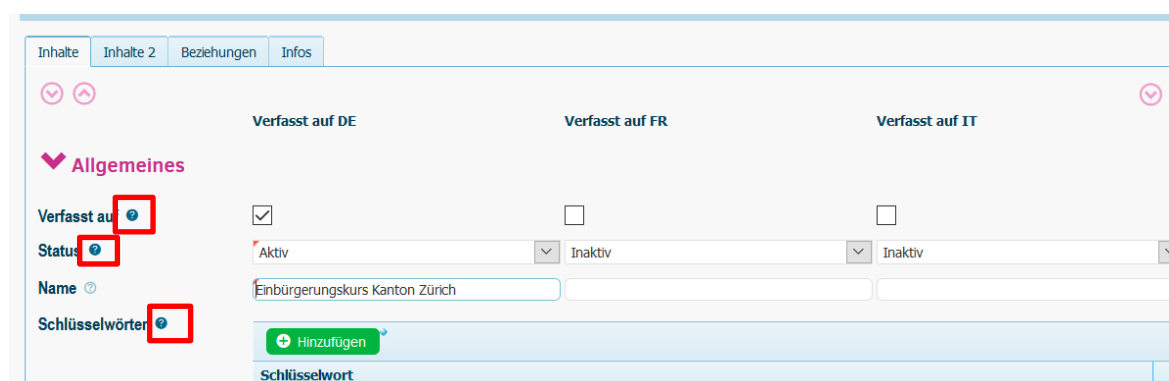 Inhalte Inhalte 2 Beziehungen Infos
Verfasst auf DE Verfasst auf FR Verfasst auf IT
Allgemeines
Verfasst auf
Status Aktiv Inaktiv Inaktiv
Name Einbürgerungskurs Kanton Zürich
Schlüsselwörter
Hinzufügen
Schlüsselwort